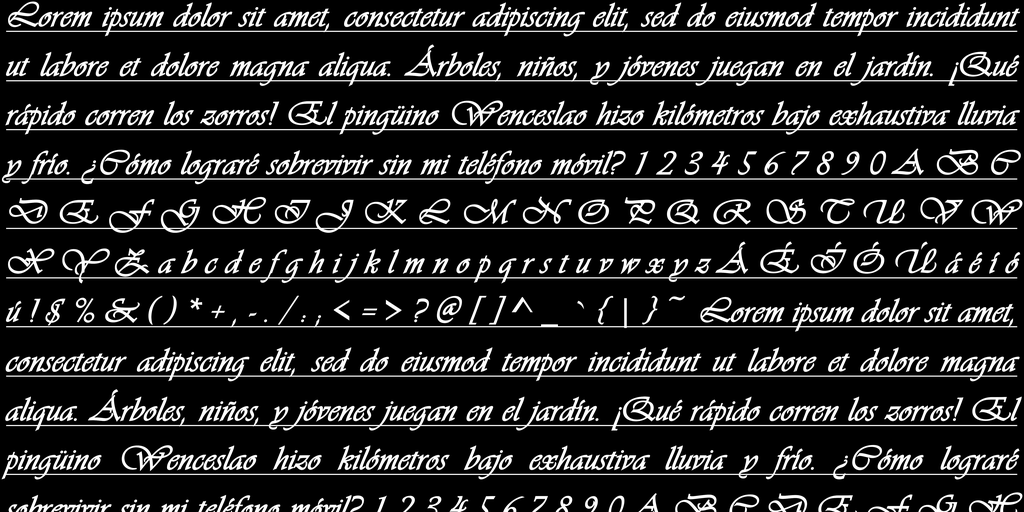 Lorem ipsum dolor sit amet, consectetur adipiscing elit, sed do eiusmod tempor incididunt
ut labore et dolore magna aliqua. Árboles, niños, y jóvenes juegan en el jardín. ¡Qué
rápido corren los zorros! El pingüino Wenceslao hizo kilómetros bajo exhaustiva lluvia
y frío. ¿Cómo lograré sobrevivir sin mi teléfono móvil? 1 2 3 4 5 6 7 8 9 0 A B C
D E F G H I J K L M N O P Q R S T U V W
X Y Z a b c d e f g h i j k l m n o p q r s t u v w x y z Á É Í Ó Ú á é í ó
ú ! $ % & ( ) * + , - . / : ; < = > ? @ [ ] ^ _ ` { | } ~ Lorem ipsum dolor sit amet,
consectetur adipiscing elit, sed do eiusmod tempor incididunt ut labore et dolore magna
aliqua. Árboles, niños, y jóvenes juegan en el jardín. ¡Qué rápido corren los zorros! El
pingüino Wenceslao hizo kilómetros bajo exhaustiva lluvia y frío. ¿Cómo lograré
sobrevivir sin mi teléfono móvil? 1 2 3 4 5 6 7 8 9 0 A B C D E F G H